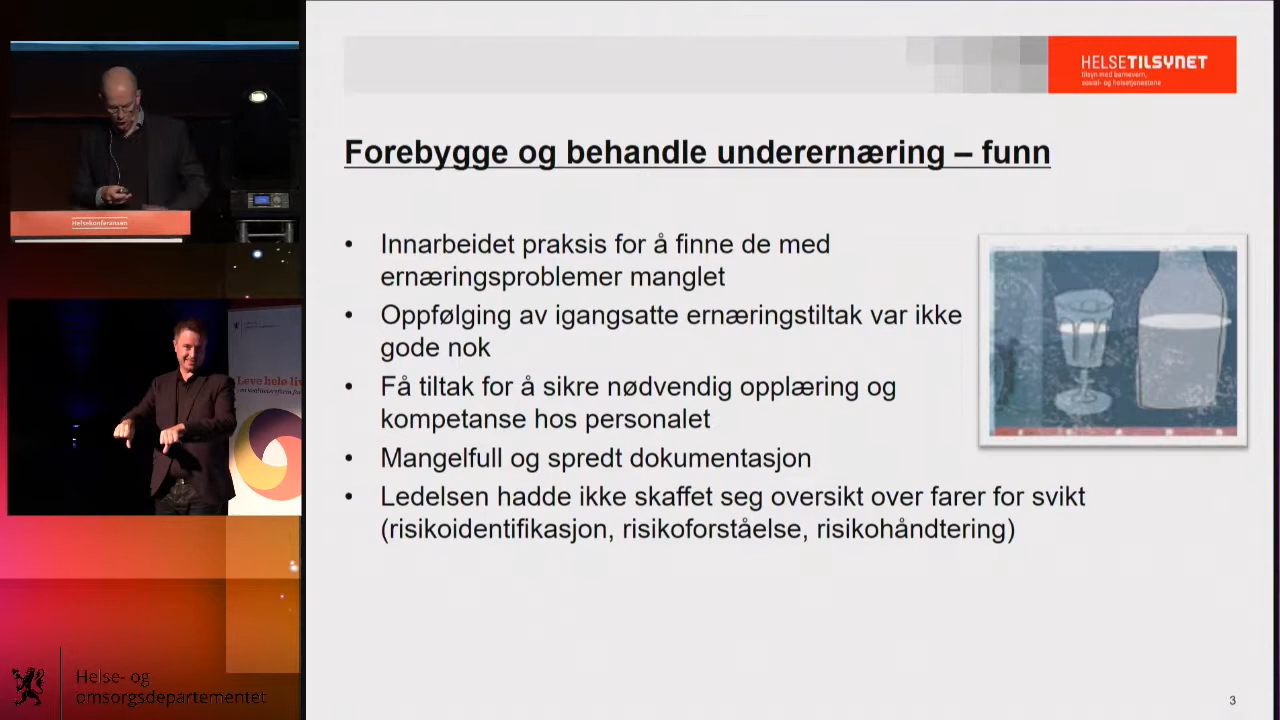 HELSETILSYNET
tilsyn med barnevern,
sosial- og helsetjenestene
Forebygge og behandle underernæring – funn
• Innarbeidet praksis for å finne de med
ernæringsproblemer manglet
• Oppfølging av igangsatte ernæringstiltak var ikke
gode nok
• Få tiltak for å sikre nødvendig opplæring og
kompetanse hos personalet
• Mangelfull og spredt dokumentasjon
• Ledelsen hadde ikke skaffet seg oversikt over farer for svikt
(risikoidentifikasjon, risikoforståelse, risikohåndtering)
3
Helsekonferansen
Leve hele liv
Helse- og
omsorgsdepartementet